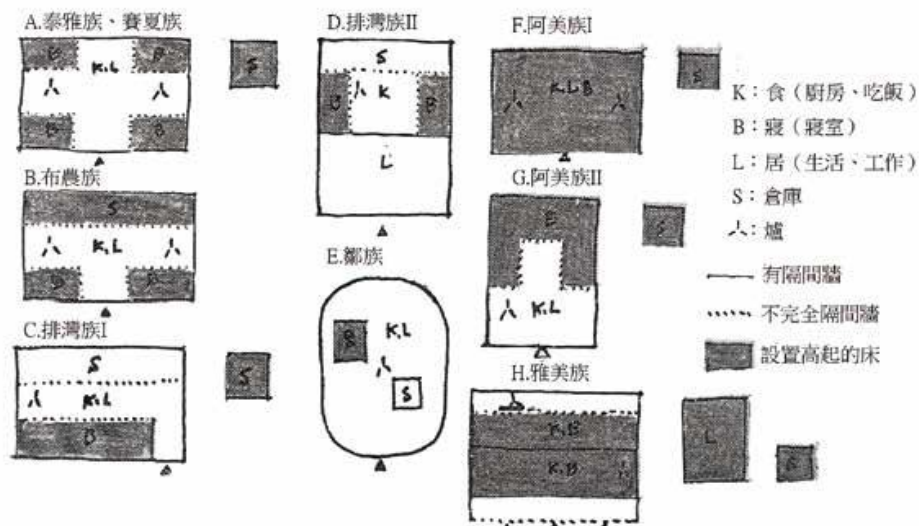 A.泰雅族、賽夏族
B
B
K,L
B
B
S
B.布農族
S
K,L
B
B
C.排灣族I
S
K,L
B
S
D.排灣族II
S
B
K
B
L
E.鄒族
K,L
B
S
F.阿美族I
K,L,B
S
G.阿美族II
B
K,L
S
H.雅美族
K,B
K,B
L
S
K：食（廚房、吃飯）
B：寢（寢室）
L：居（生活、工作）
S：倉庫
：爐
有隔間牆
不完全隔間牆
設置高起的床